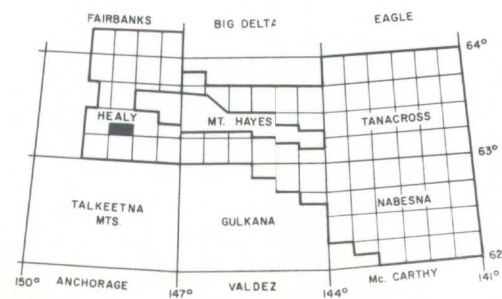 FAIRBANKS
BIG DELTA
EAGLE
64°
HEALY
MT. HAYES
TANACROSS
63°
TALKEETNA
MTS.
GULKANA
NABESNA
62
150°
ANCHORAGE
147°
VALDEZ
144°
Mc. CARTHY
141°